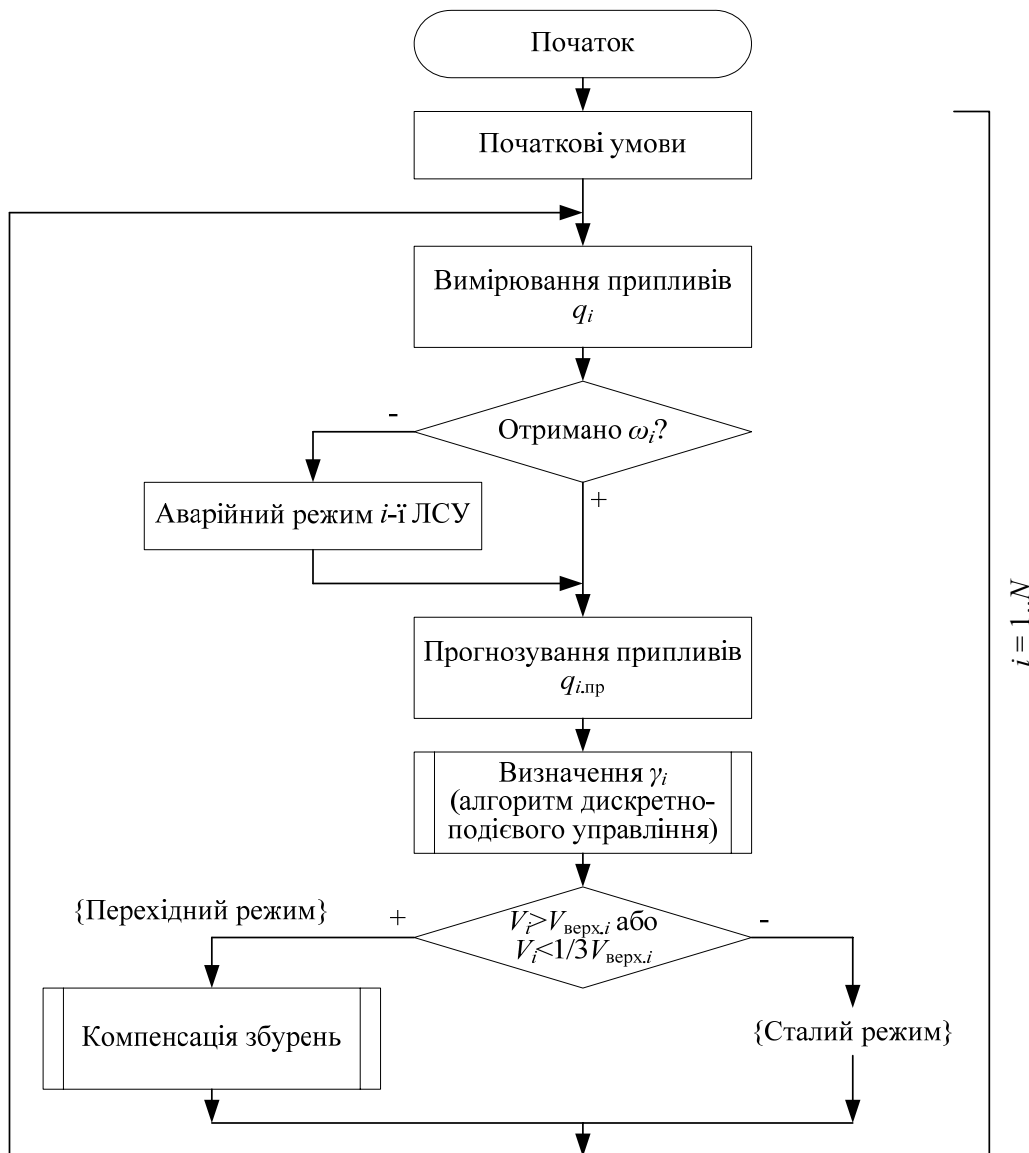 Початок
Початкові умови
Вимірювання припливів
qᵢ
-
Отримано ωᵢ?
+
Аварійний режим i-ї ЛСУ
i = 1..N
Прогнозування припливів
qᵢ.пр
Визначення γᵢ
(алгоритм дискретно-
подієвого управління)
{Перехідний режим}
+
Vᵢ>Vверх.i або
Vᵢ<1/3Vверх.i
-
Компенсація збурень
{Сталий режим}